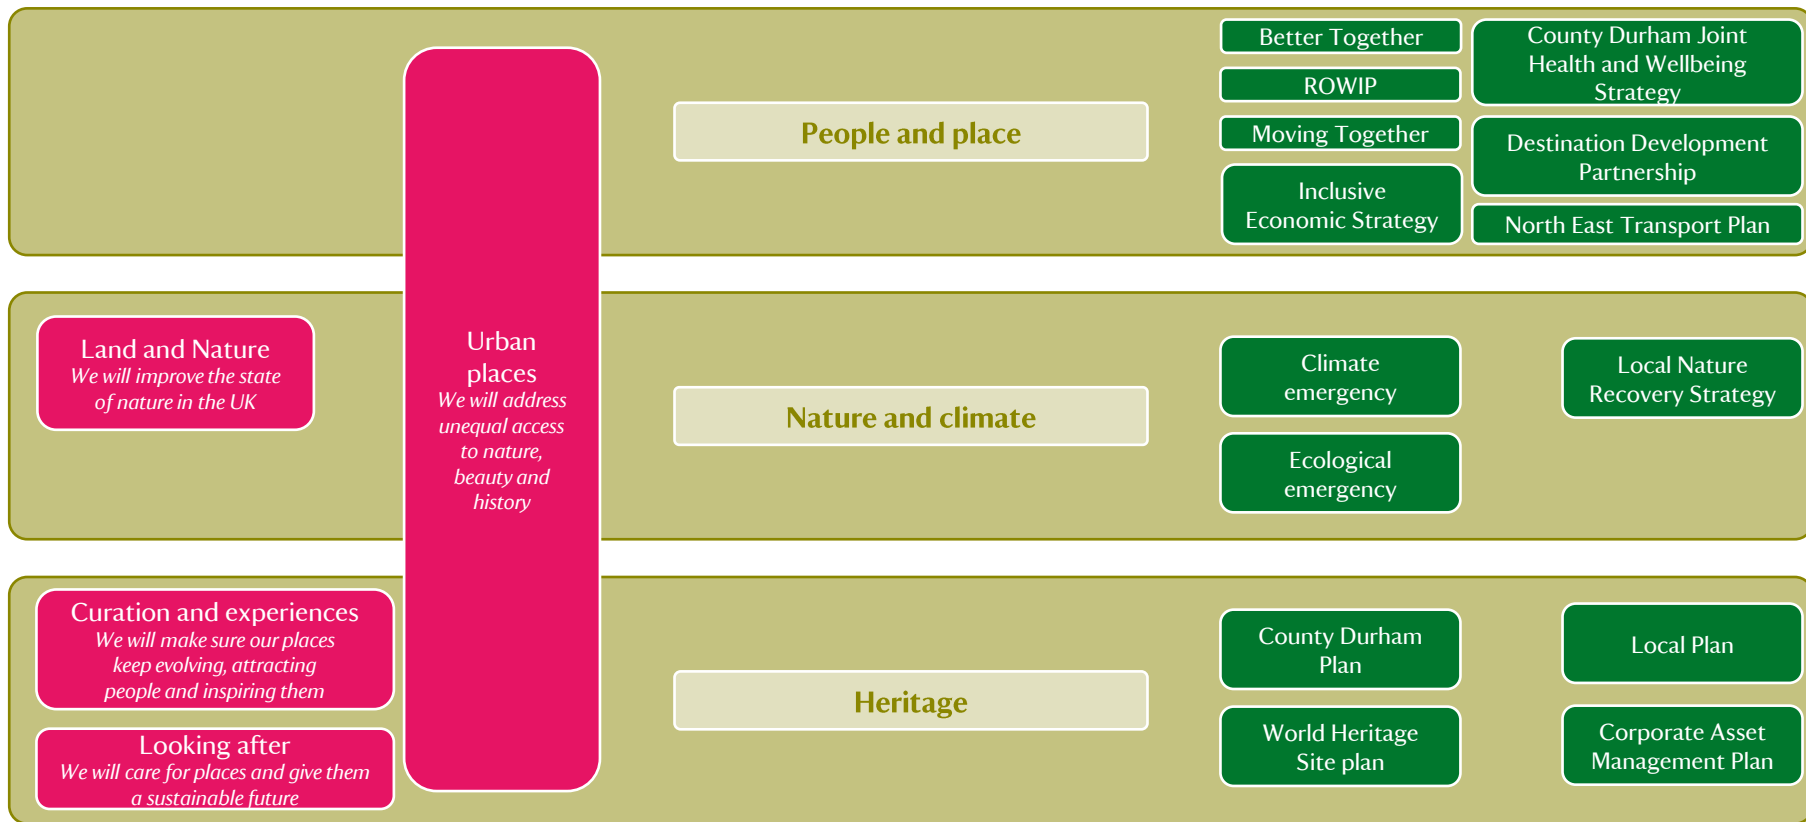 People and place
Better Together
ROWIP
Moving Together
Inclusive
Economic Strategy
County Durham Joint
Health and Wellbeing
Strategy
Destination Development
Partnership
North East Transport Plan
Land and Nature
We will improve the state
of nature in the UK
Urban
places
We will address
unequal access
to nature,
beauty and
history
Nature and climate
Climate
emergency
Ecological
emergency
Local Nature
Recovery Strategy
Curation and experiences
We will make sure our places
keep evolving, attracting
people and inspiring them
Looking after
We will care for places and give them
a sustainable future
Heritage
County Durham
Plan
World Heritage
Site plan
Local Plan
Corporate Asset
Management Plan